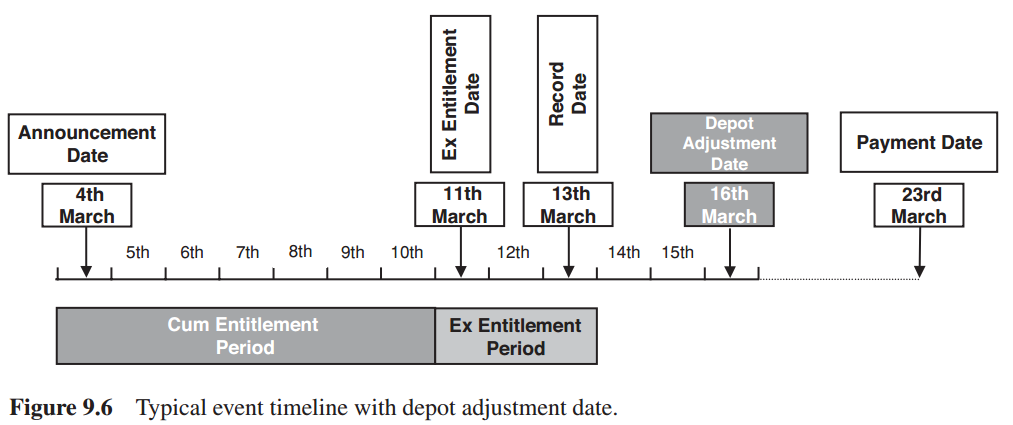 Announcement
Date
4th
March
Ex Entitlement
Date
11th
March
Record
Date
13th
March
Depot
Adjustment
Date
16th
March
Payment Date
23rd
March
5th 6th 7th 8th 9th 10th 12th 14th 15th
Cum Entitlement
Period
Ex Entitlement
Period
Figure 9.6 Typical event timeline with depot adjustment date.